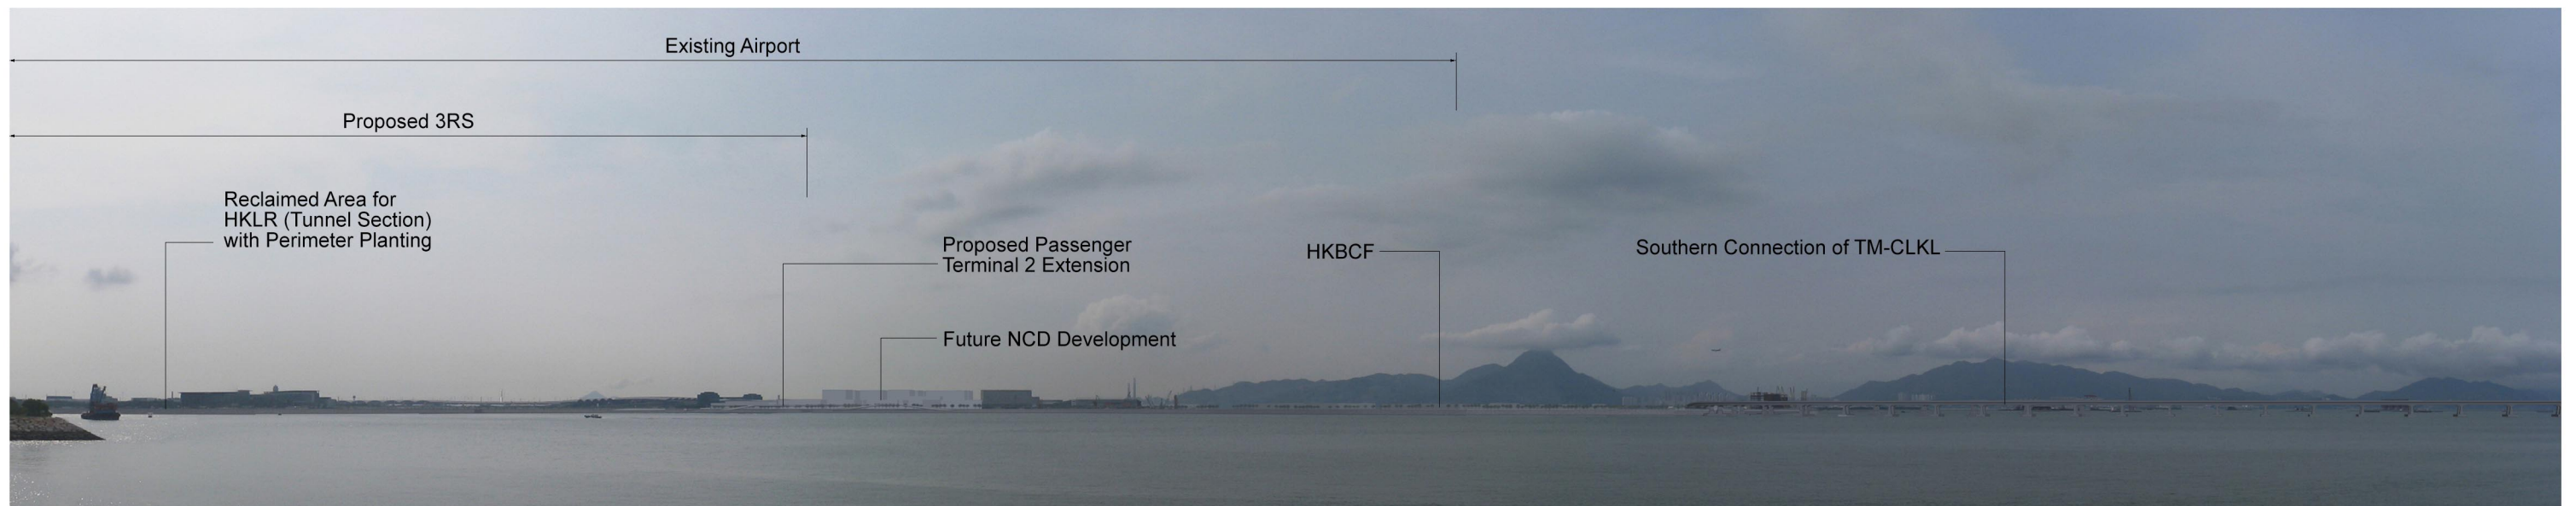 Existing Airport
Proposed 3RS
Reclaimed Area for
HKLR (Tunnel Section)
with Perimeter Planting
Proposed Passenger
Terminal 2 Extension
HKBCF
Southern Connection of TM-CLKL
Future NCD Development